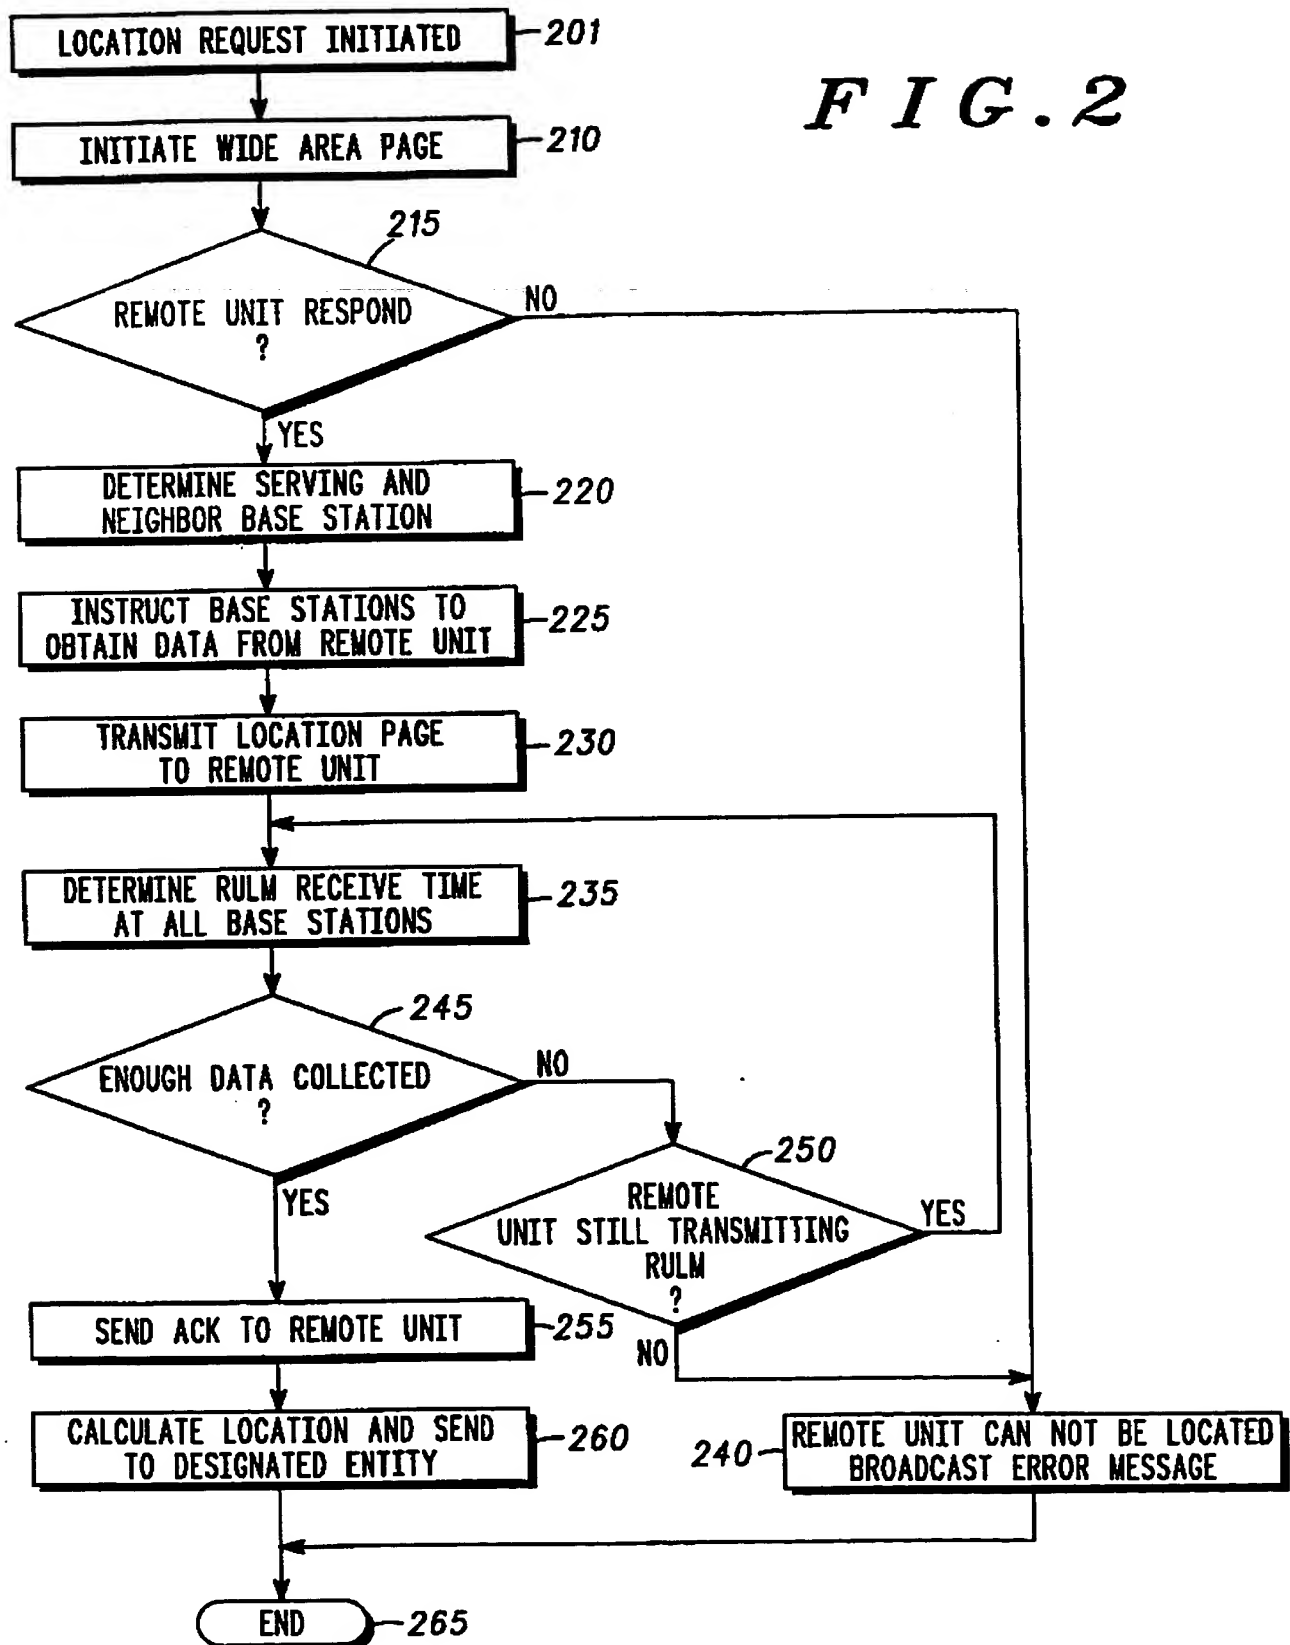 LOCATION REQUEST INITIATED
201
FIG.2
INITIATE WIDE AREA PAGE
210
215
REMOTE UNIT RESPOND
?
NO
YES
DETERMINE SERVING AND
NEIGHBOR BASE STATION
220
INSTRUCT BASE STATIONS TO
OBTAIN DATA FROM REMOTE UNIT
225
TRANSMIT LOCATION PAGE
TO REMOTE UNIT
230
DETERMINE RULM RECEIVE TIME
AT ALL BASE STATIONS
235
245
ENOUGH DATA COLLECTED
?
NO
YES
250
REMOTE
UNIT STILL TRANSMITTING
RULM
?
YES
NO
SEND ACK TO REMOTE UNIT
255
CALCULATE LOCATION AND SEND
TO DESIGNATED ENTITY
260
240
REMOTE UNIT CAN NOT BE LOCATED
BROADCAST ERROR MESSAGE
END
265